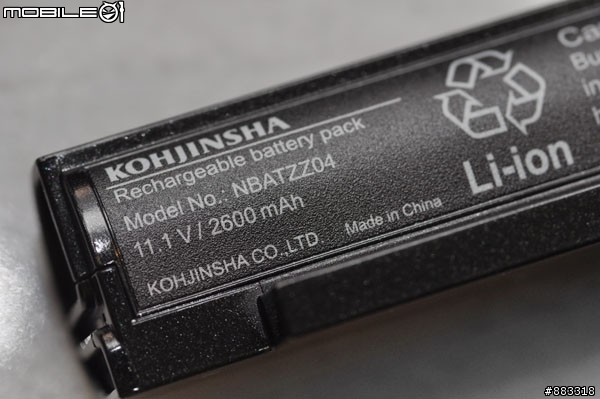 MOBILE01
KOHJINSHA
Rechargeable battery pack
Model No.: NBATZZ04
11.1 V / 2600 mAh
KOHJINSHA CO.,LTD. Made in China
Li-ion
#883318